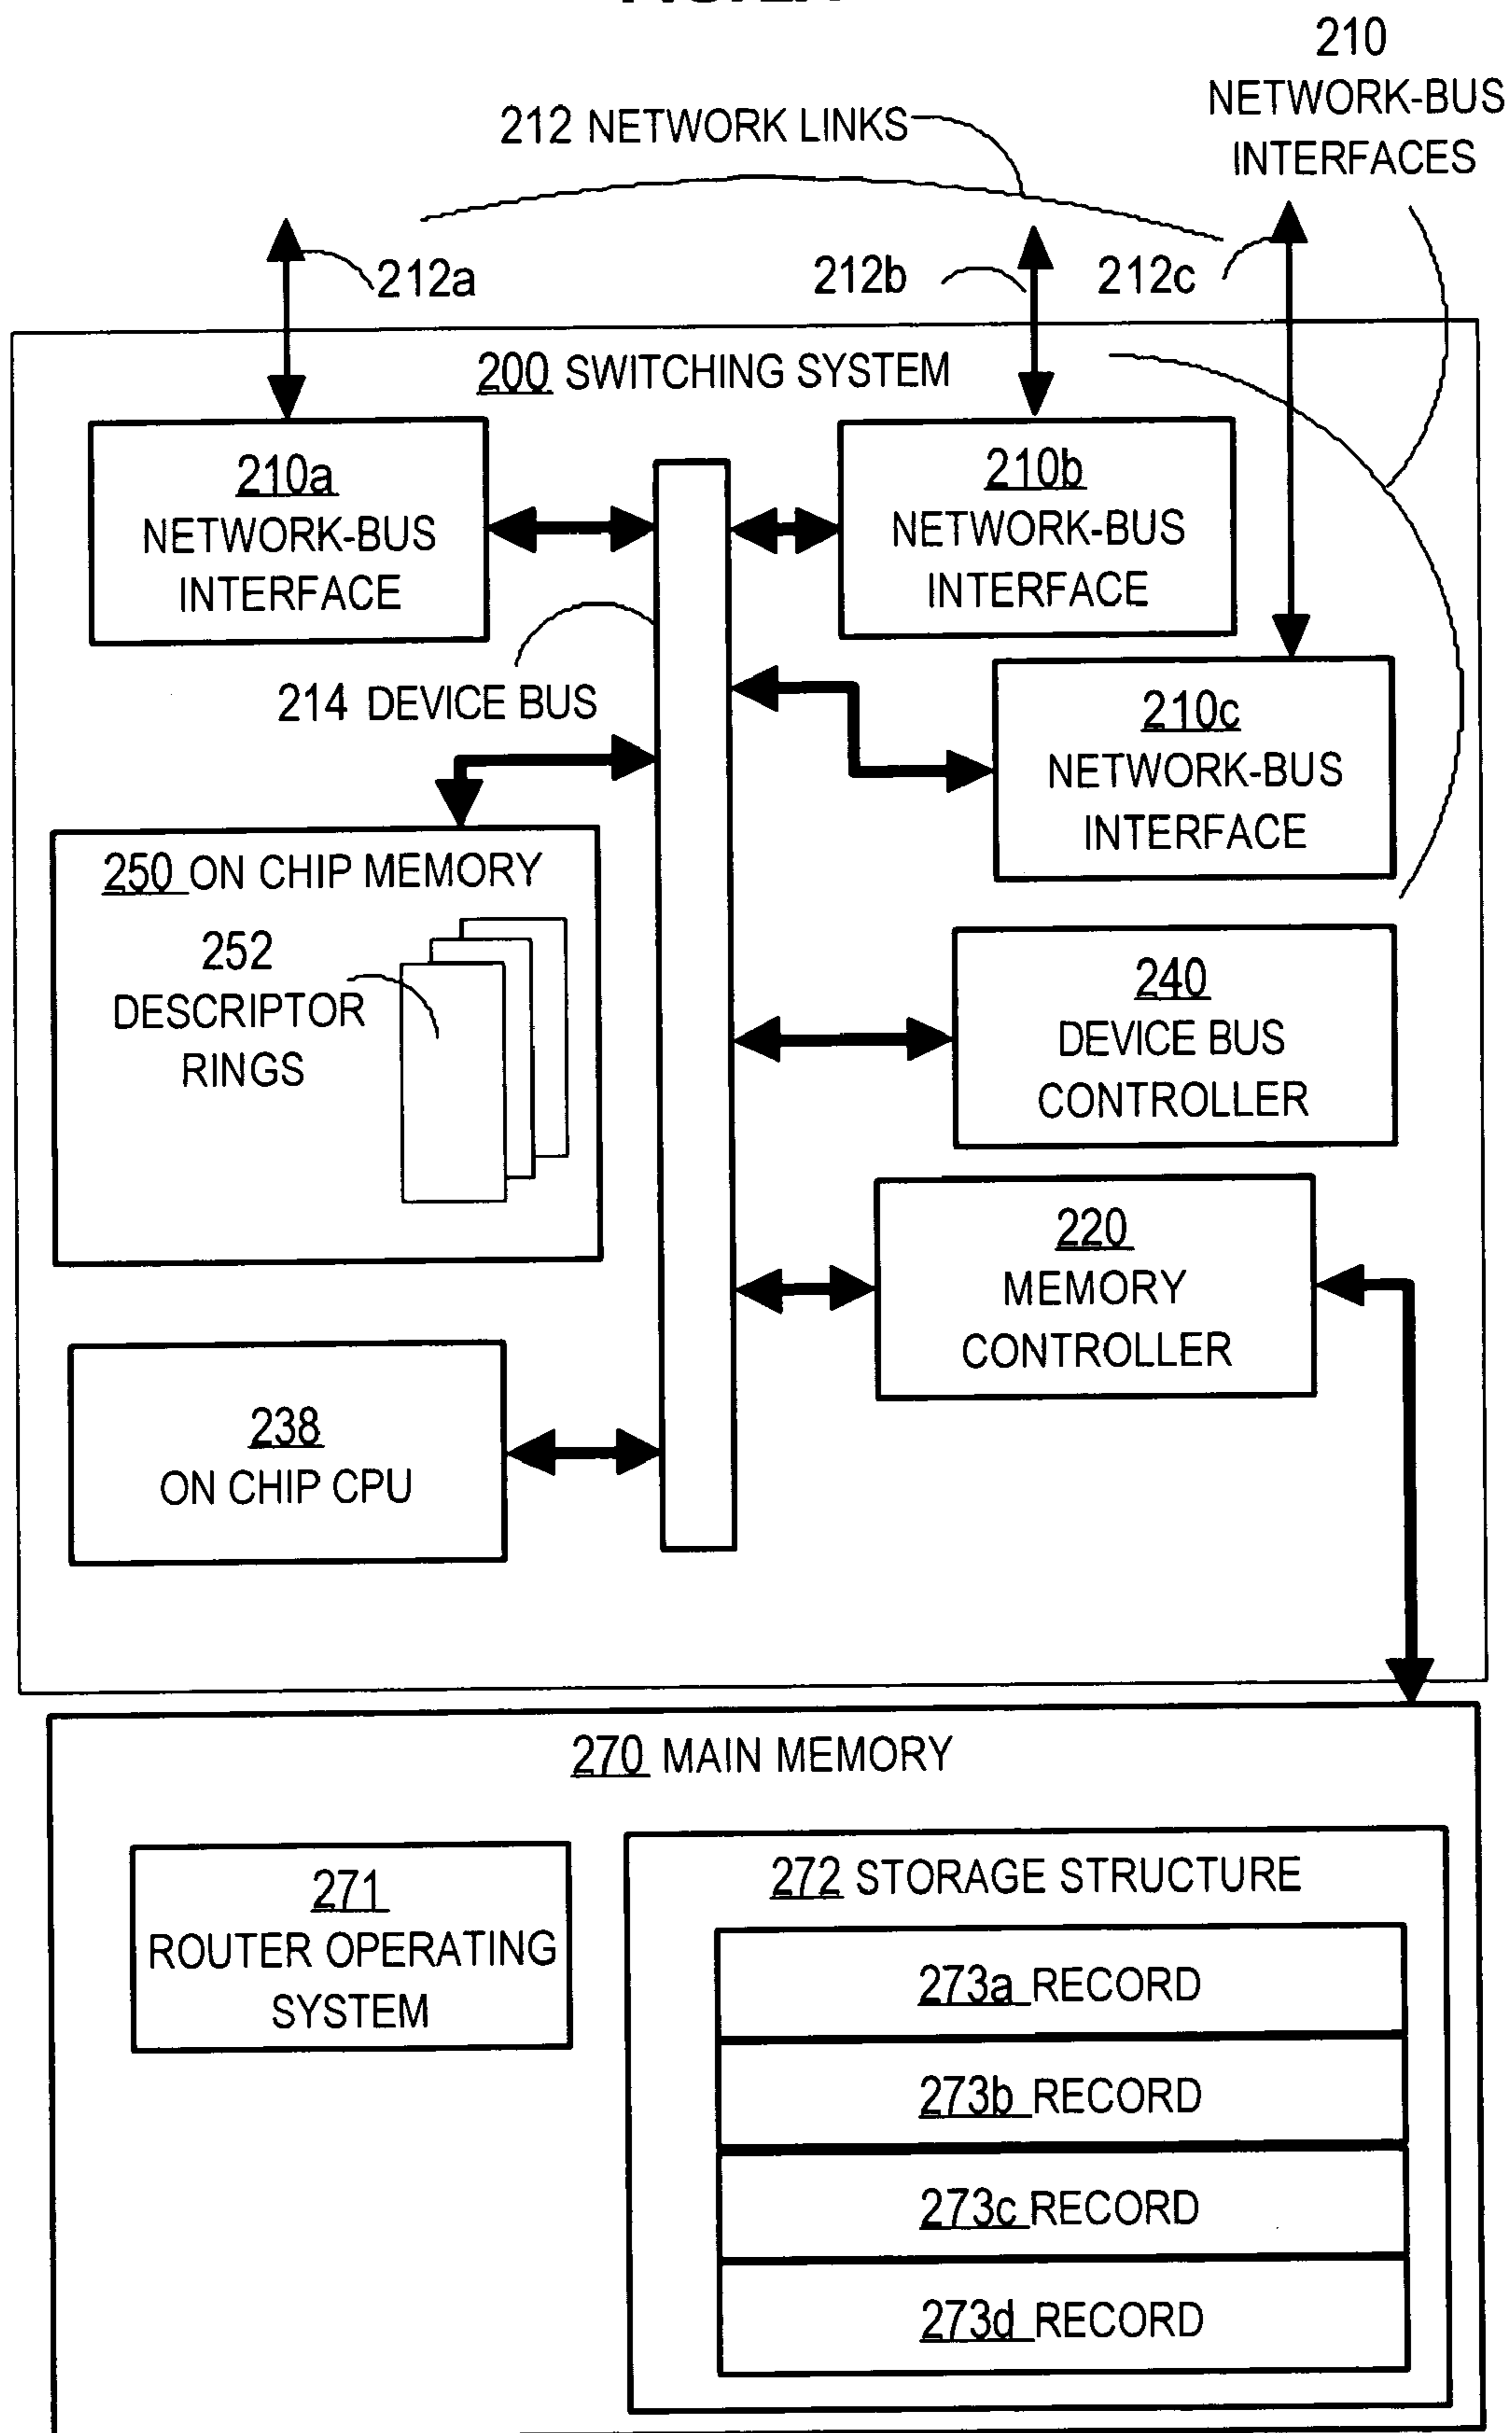 210
NETWORK-BUS
INTERFACES
212 NETWORK LINKS
212a
212b
212c
200 SWITCHING SYSTEM
210a
NETWORK-BUS
INTERFACE
210b
NETWORK-BUS
INTERFACE
214 DEVICE BUS
210c
NETWORK-BUS
INTERFACE
250 ON CHIP MEMORY
252
DESCRIPTOR
RINGS
240
DEVICE BUS
CONTROLLER
220
MEMORY
CONTROLLER
238
ON CHIP CPU
270 MAIN MEMORY
271
ROUTER OPERATING
SYSTEM
272 STORAGE STRUCTURE
273a RECORD
273b RECORD
273c RECORD
273d RECORD